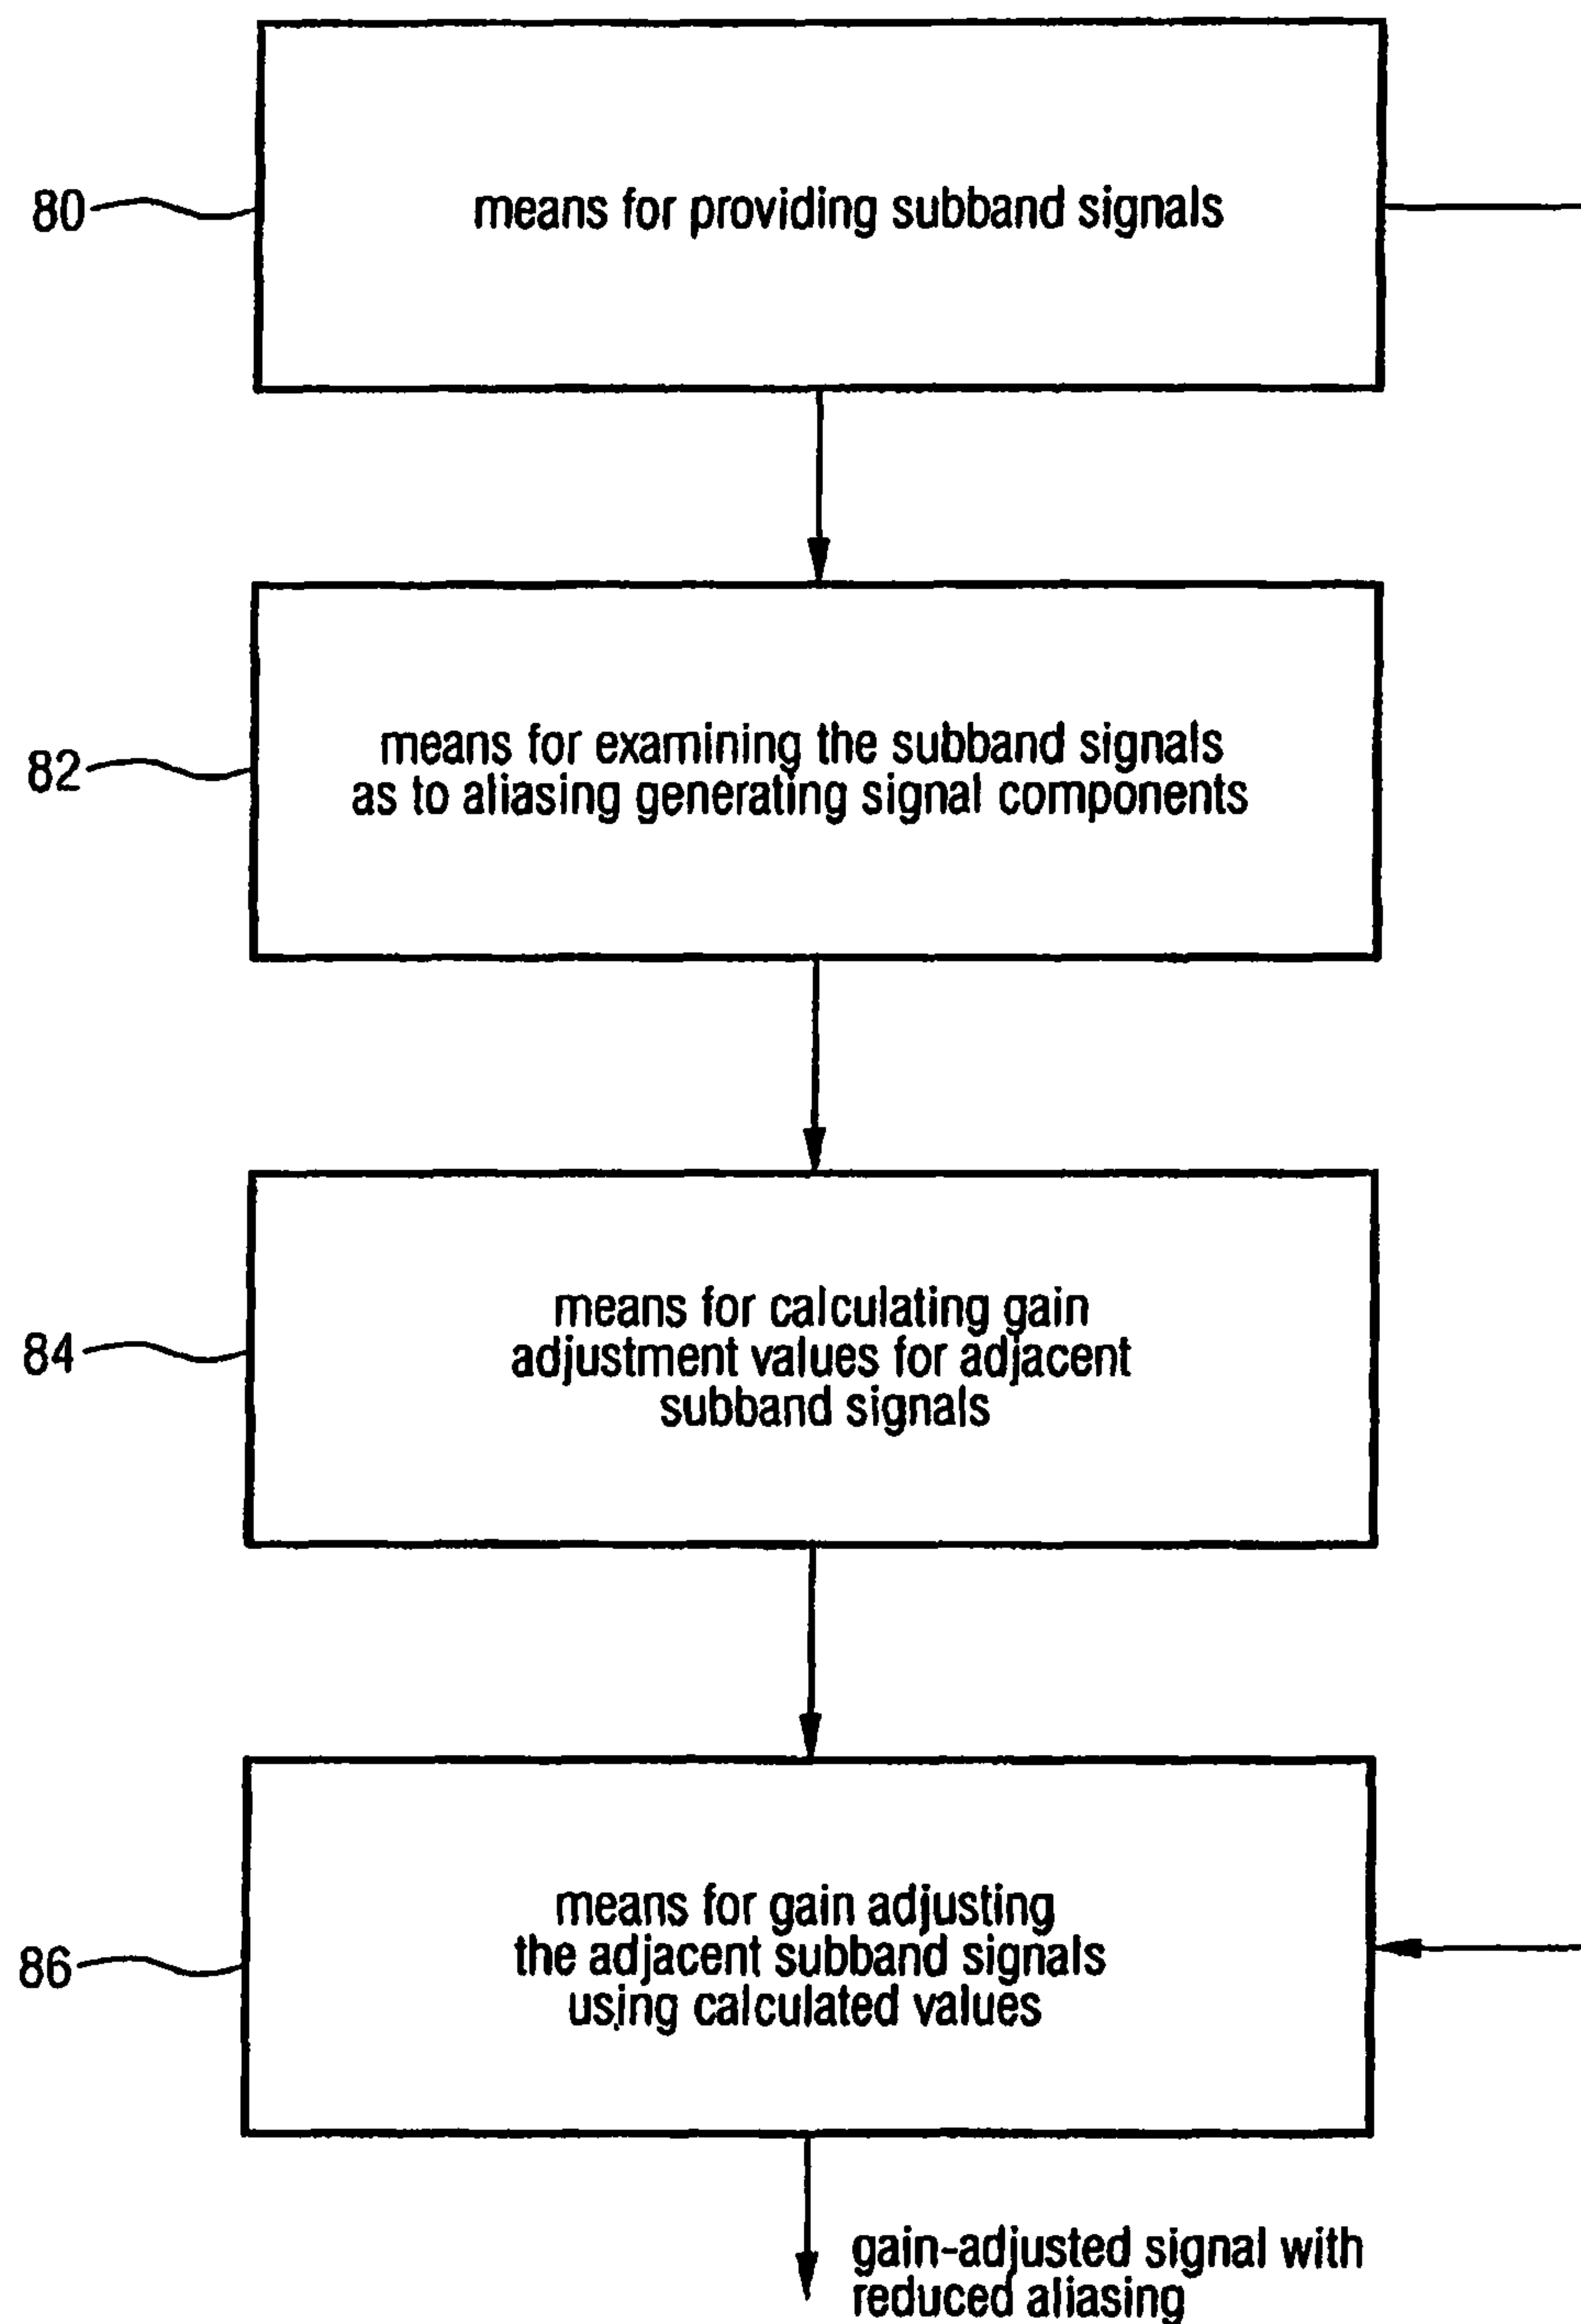 80
means for providing subband signals
82
means for examining the subband signals
as to aliasing generating signal components
84
means for calculating gain
adjustment values for adjacent
subband signals
86
means for gain adjusting
the adjacent subband signals
using calculated values
gain-adjusted signal with
reduced aliasing